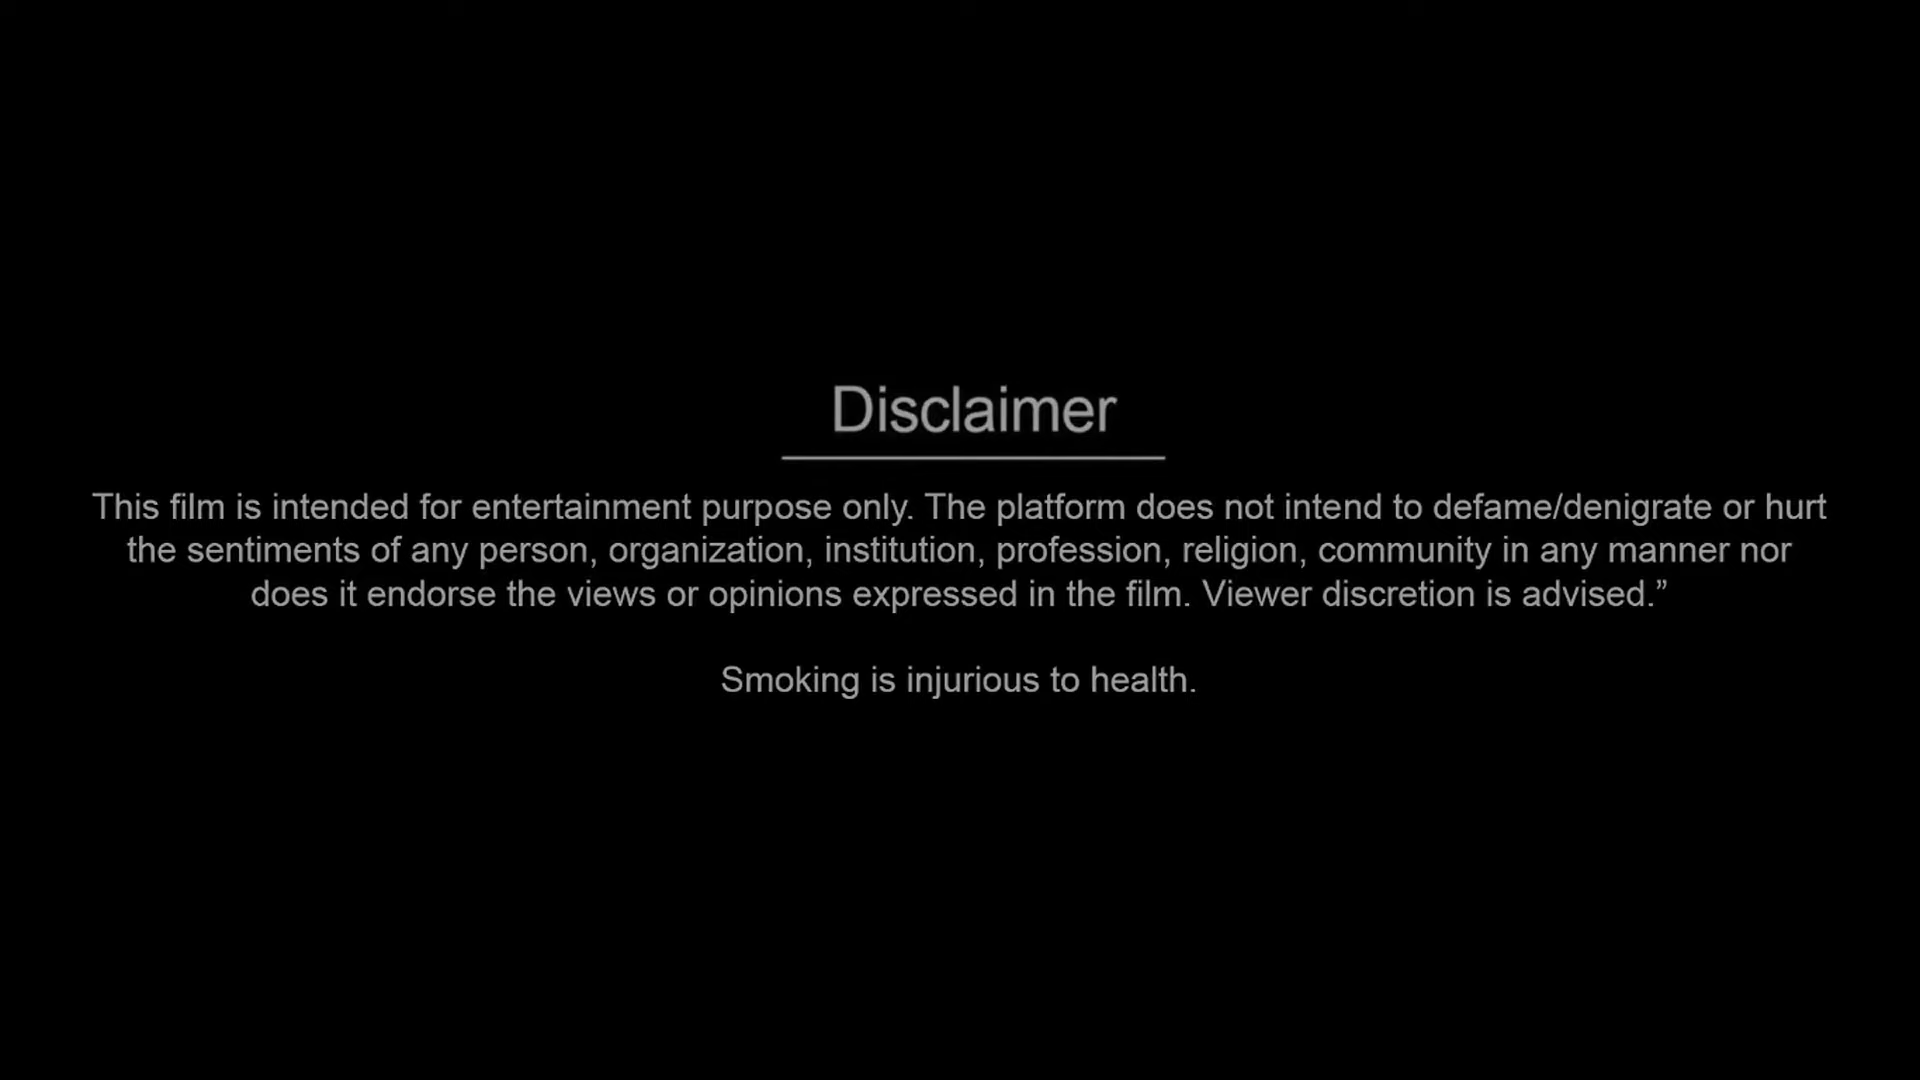 Disclaimer
This film is intended for entertainment purpose only. The platform does not intend to defame/denigrate or hurt
the sentiments of any person, organization, institution, profession, religion, community in any manner nor
does it endorse the views or opinions expressed in the film. Viewer discretion is advised.”
Smoking is injurious to health.